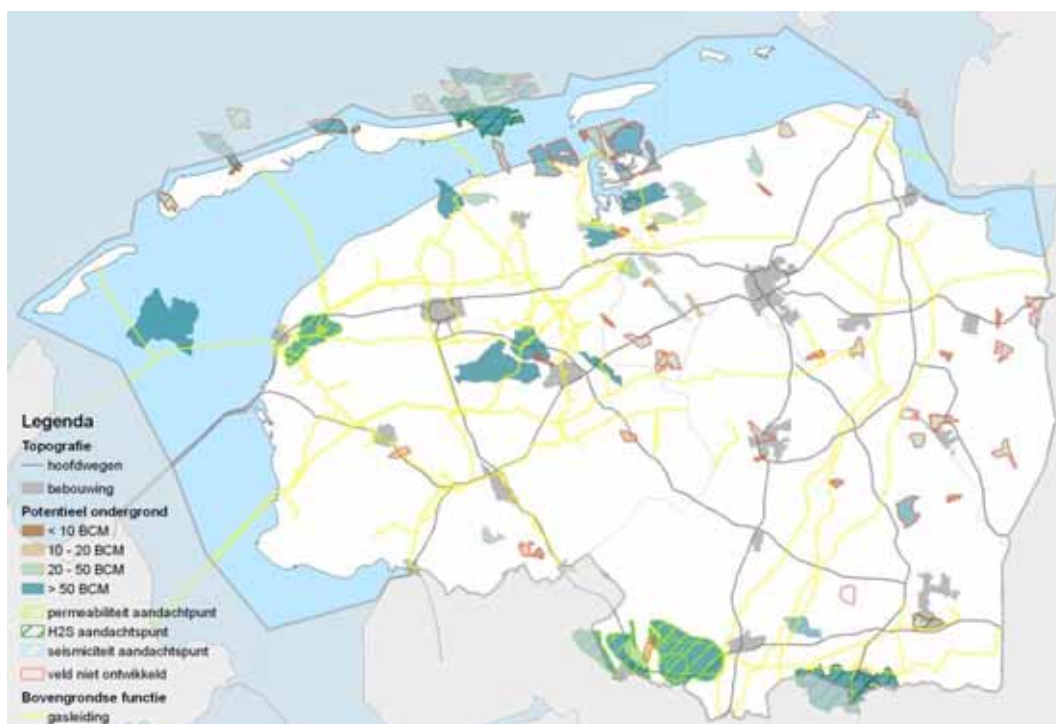 Legenda
Topografie
hoofdwegen
bebouwing
Potentieel ondergrond
< 10 BCM
10 - 20 BCM
20 - 50 BCM
> 50 BCM
permeabiliteit aandachtpunt
H2S aandachtspunt
seismiciteit aandachtspunt
veld niet ontwikkeld
Bovengrondse functie
gasleiding